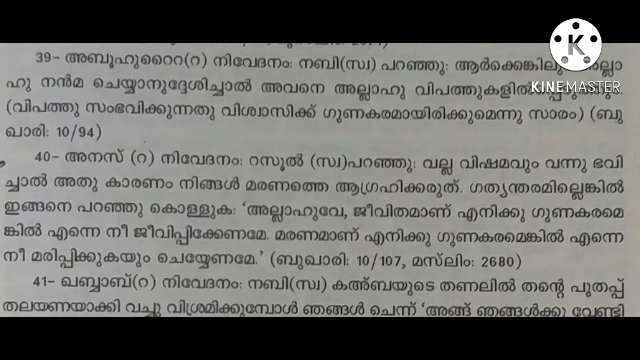 39– അബൂഹുറൈറ(റ) നിവേദനം: നബി(സ്വ) പറഞ്ഞു: ആർക്കെങ്കിലും അല്ലാ
ഹു നൻമ ചെയ്യാനുദ്ദേശിച്ചാൽ അവനെ അല്ലാഹു
(വിപത്തു സംഭവിക്കുന്നതു വിശ്വാസിക്ക് ഗുണകരമായിരിക്കുമെന്നു സാരം) (ബു
ഖാരി: 10/94)
40– അനസ് (റ) നിവേദനം: റസൂൽ (സ്വ)പറഞ്ഞു: വല്ല വിഷമവും വന്നു ഭവി
ച്ചാൽ അതു കാരണം നിങ്ങൾ മരണത്തെ ആഗ്രഹിക്കരുത്. ഗത്യന്തരമില്ലെങ്കിൽ
ഇങ്ങനെ പറഞ്ഞു കൊള്ളുക: 'അല്ലാഹുവേ, ജീവിതമാണ് എനിക്കു ഗുണകരമെ
ങ്കിൽ എന്നെ നീ ജീവിപ്പിക്കേണമേ. മരണമാണ് എനിക്കു ഗുണകരമെങ്കിൽ എന്നെ
നീ മരിപ്പിക്കുകയും ചെയ്യേണമേ.' (ബുഖാരി: 10/107, മസ്ലിം: 2680)
41– ഖബ്ബാബ്(റ) നിവേദനം: നബി(സ്വ) കഅ്ബയുടെ തണലിൽ തന്റെ പുതപ്പ്
തലയണയാക്കി വച്ചു വിശ്രമിക്കുമ്പോൾ ഞങ്ങൾ ചെന്ന് 'അങ്ങ് ഞങ്ങൾക്കു വേണ്ടി
K
KINEMASTER